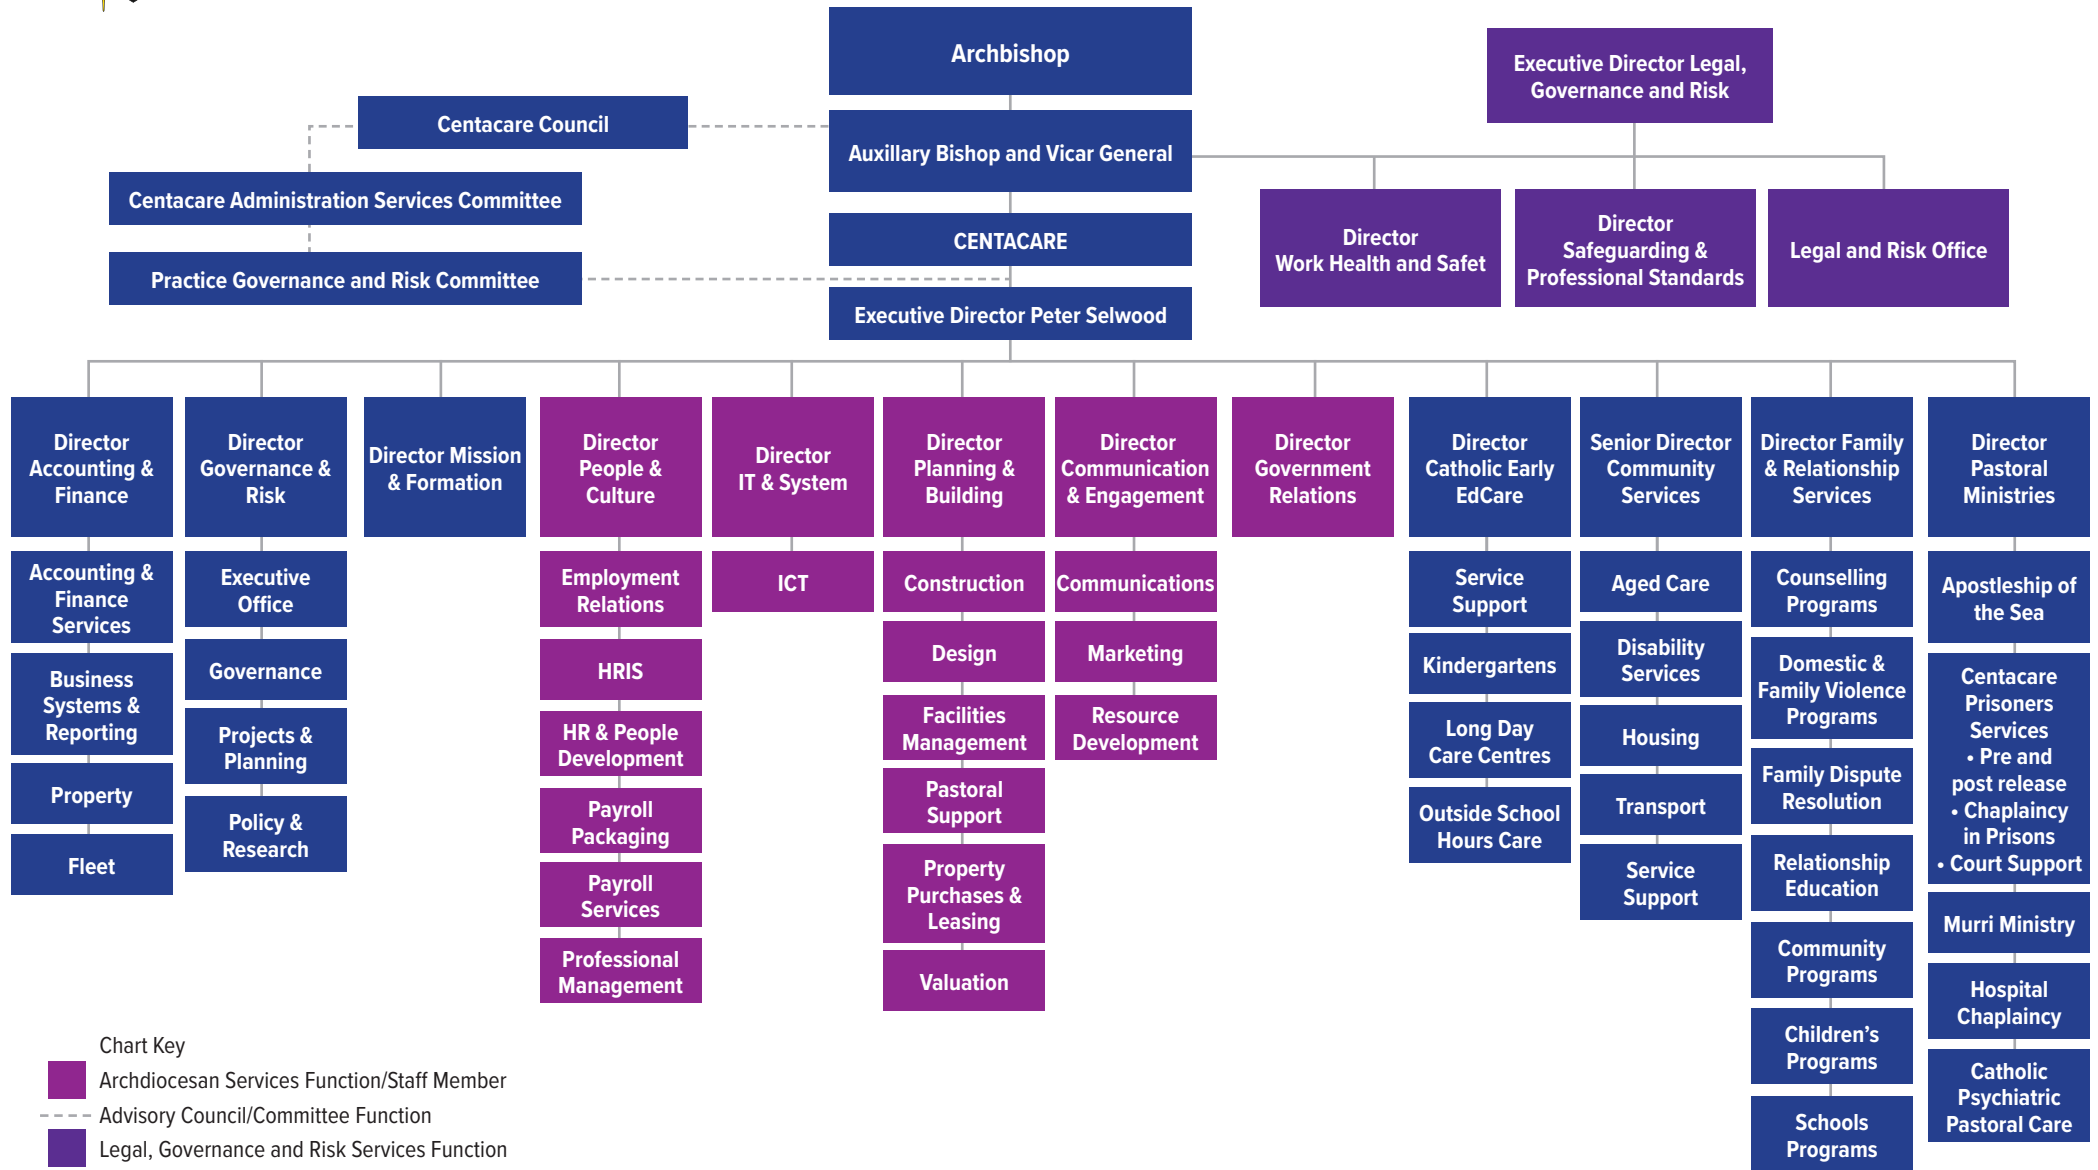 Archbishop
Executive Director Legal,
Governance and Risk
Centacare Council
Auxillary Bishop and Vicar General
Centacare Administration Services Committee
CENTACARE
Director
Work Health and Safet
Director
Safeguarding &
Professional Standards
Legal and Risk Office
Practice Governance and Risk Committee
Executive Director Peter Selwood
Director
Accounting &
Finance
Director
Governance &
Risk
Director Mission
& Formation
Director
People &
Culture
Director
IT & System
Director
Planning &
Building
Director
Communication
& Engagement
Director
Government
Relations
Director
Catholic Early
EdCare
Senior Director
Community
Services
Director Family
& Relationship
Services
Director
Pastoral
Ministries
Accounting &
Finance
Services
Business
Systems &
Reporting
Property
Fleet
Executive
Office
Governance
Projects &
Planning
Policy &
Research
Employment
Relations
HRIS
HR & People
Development
Payroll
Packaging
Payroll
Services
Professional
Management
ICT
Construction
Design
Facilities
Management
Pastoral
Support
Property
Purchases &
Leasing
Valuation
Communications
Marketing
Resource
Development
Service
Support
Kindergartens
Long Day
Care Centres
Outside School
Hours Care
Aged Care
Disability
Services
Housing
Transport
Service
Support
Counselling
Programs
Domestic &
Family Violence
Programs
Family Dispute
Resolution
Relationship
Education
Community
Programs
Children’s
Programs
Schools
Programs
Apostleship of
the Sea
Centacare
Prisoners
Services
• Pre and
post release
• Chaplaincy
in Prisons
• Court Support
Murri Ministry
Hospital
Chaplaincy
Catholic
Psychiatric
Pastoral Care
Chart Key
Archdiocesan Services Function/Staff Member
Advisory Council/Committee Function
Legal, Governance and Risk Services Function